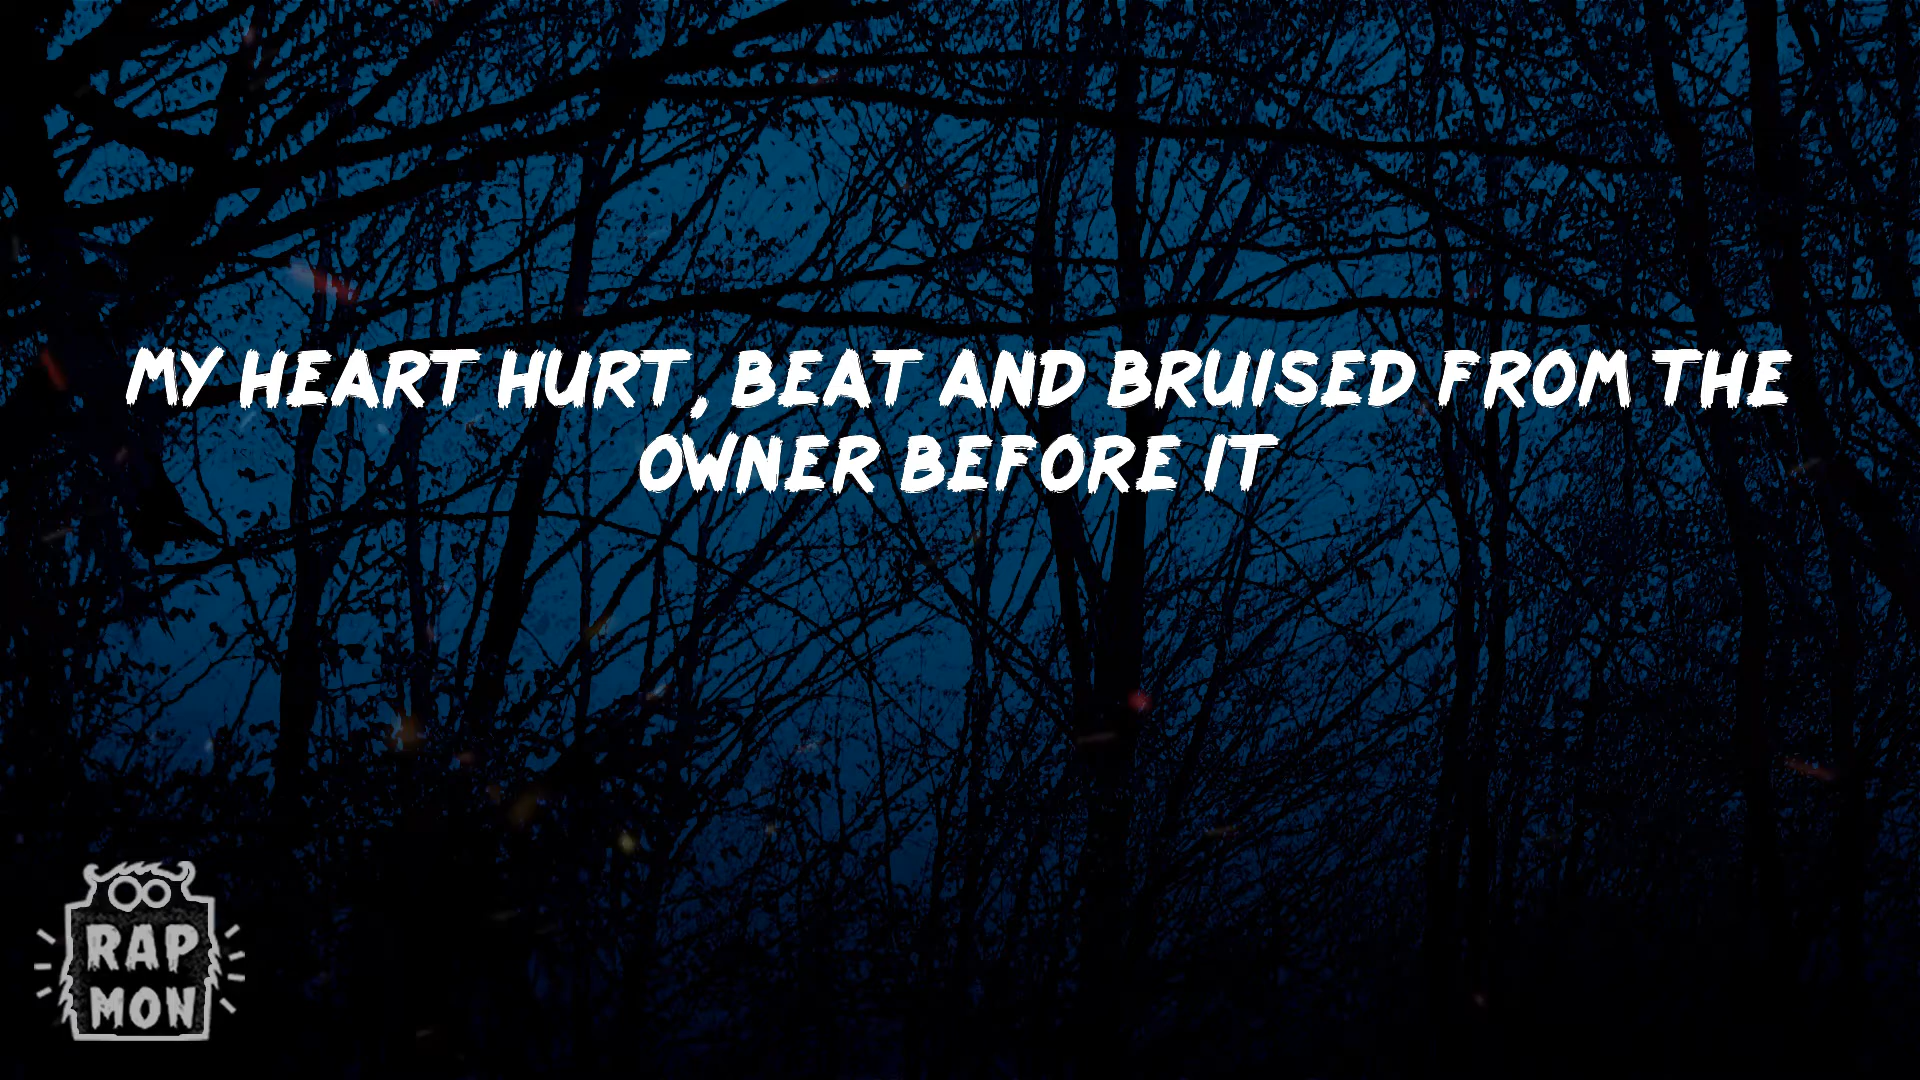 MY HEART HURT, BEAT AND BRUISED FROM THE
OWNER BEFORE IT
RAP
MON